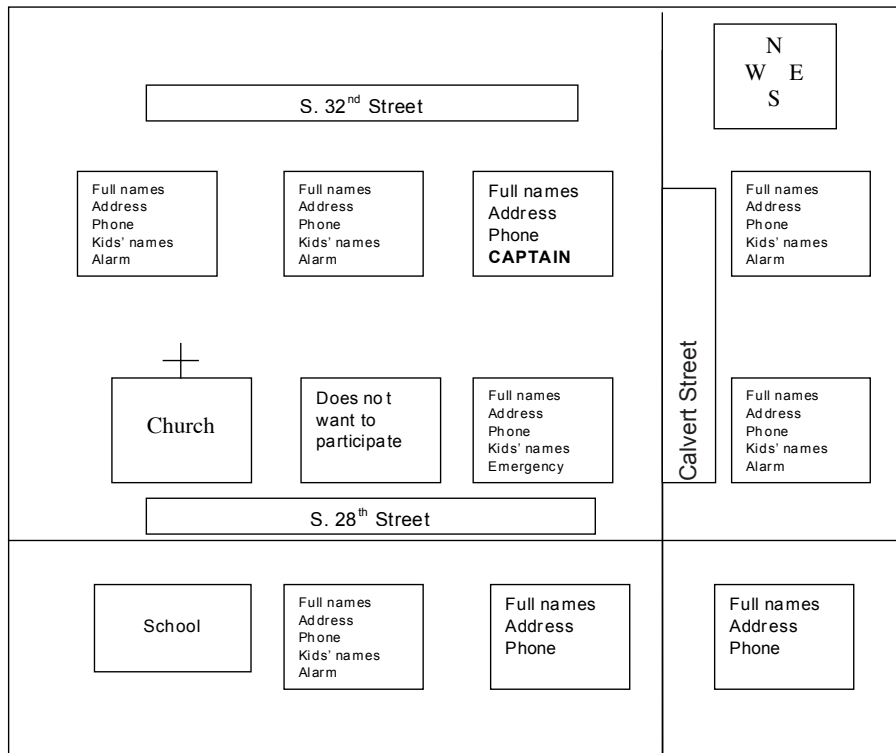 N
W E
S
S. 32nd Street
Full names
Address
Phone
Kids' names
Alarm
Full names
Address
Phone
Kids' names
Alarm
Full names
Address
Phone
CAPTAIN
Full names
Address
Phone
Kids' names
Alarm
Calvert Street
Church
Does not
want to
participate
Full names
Address
Phone
Kids' names
Emergency
Full names
Address
Phone
Kids' names
Alarm
S. 28th Street
School
Full names
Address
Phone
Kids' names
Alarm
Full names
Address
Phone
Full names
Address
Phone